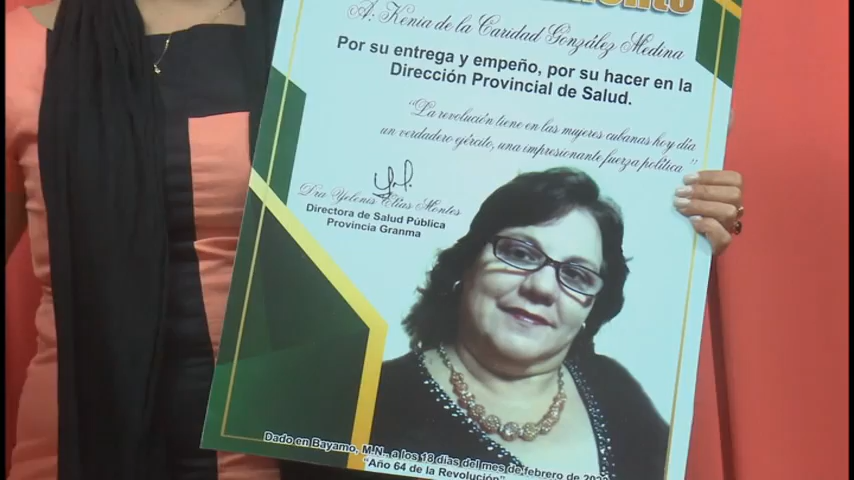 A: Kenia de la Caridad González Medina
Por su entrega y empeño, por su hacer en la
Dirección Provincial de Salud.
“La revolución tiene en las mujeres cubanas hoy día
un verdadero ejército, una impresionante fuerza política”
Dra Yelenis Elías Montes
Directora de Salud Pública
Provincia Granma
Dado en Bayamo, M.N., a los 18 días del mes de febrero de
“Año 64 de la Revolución”